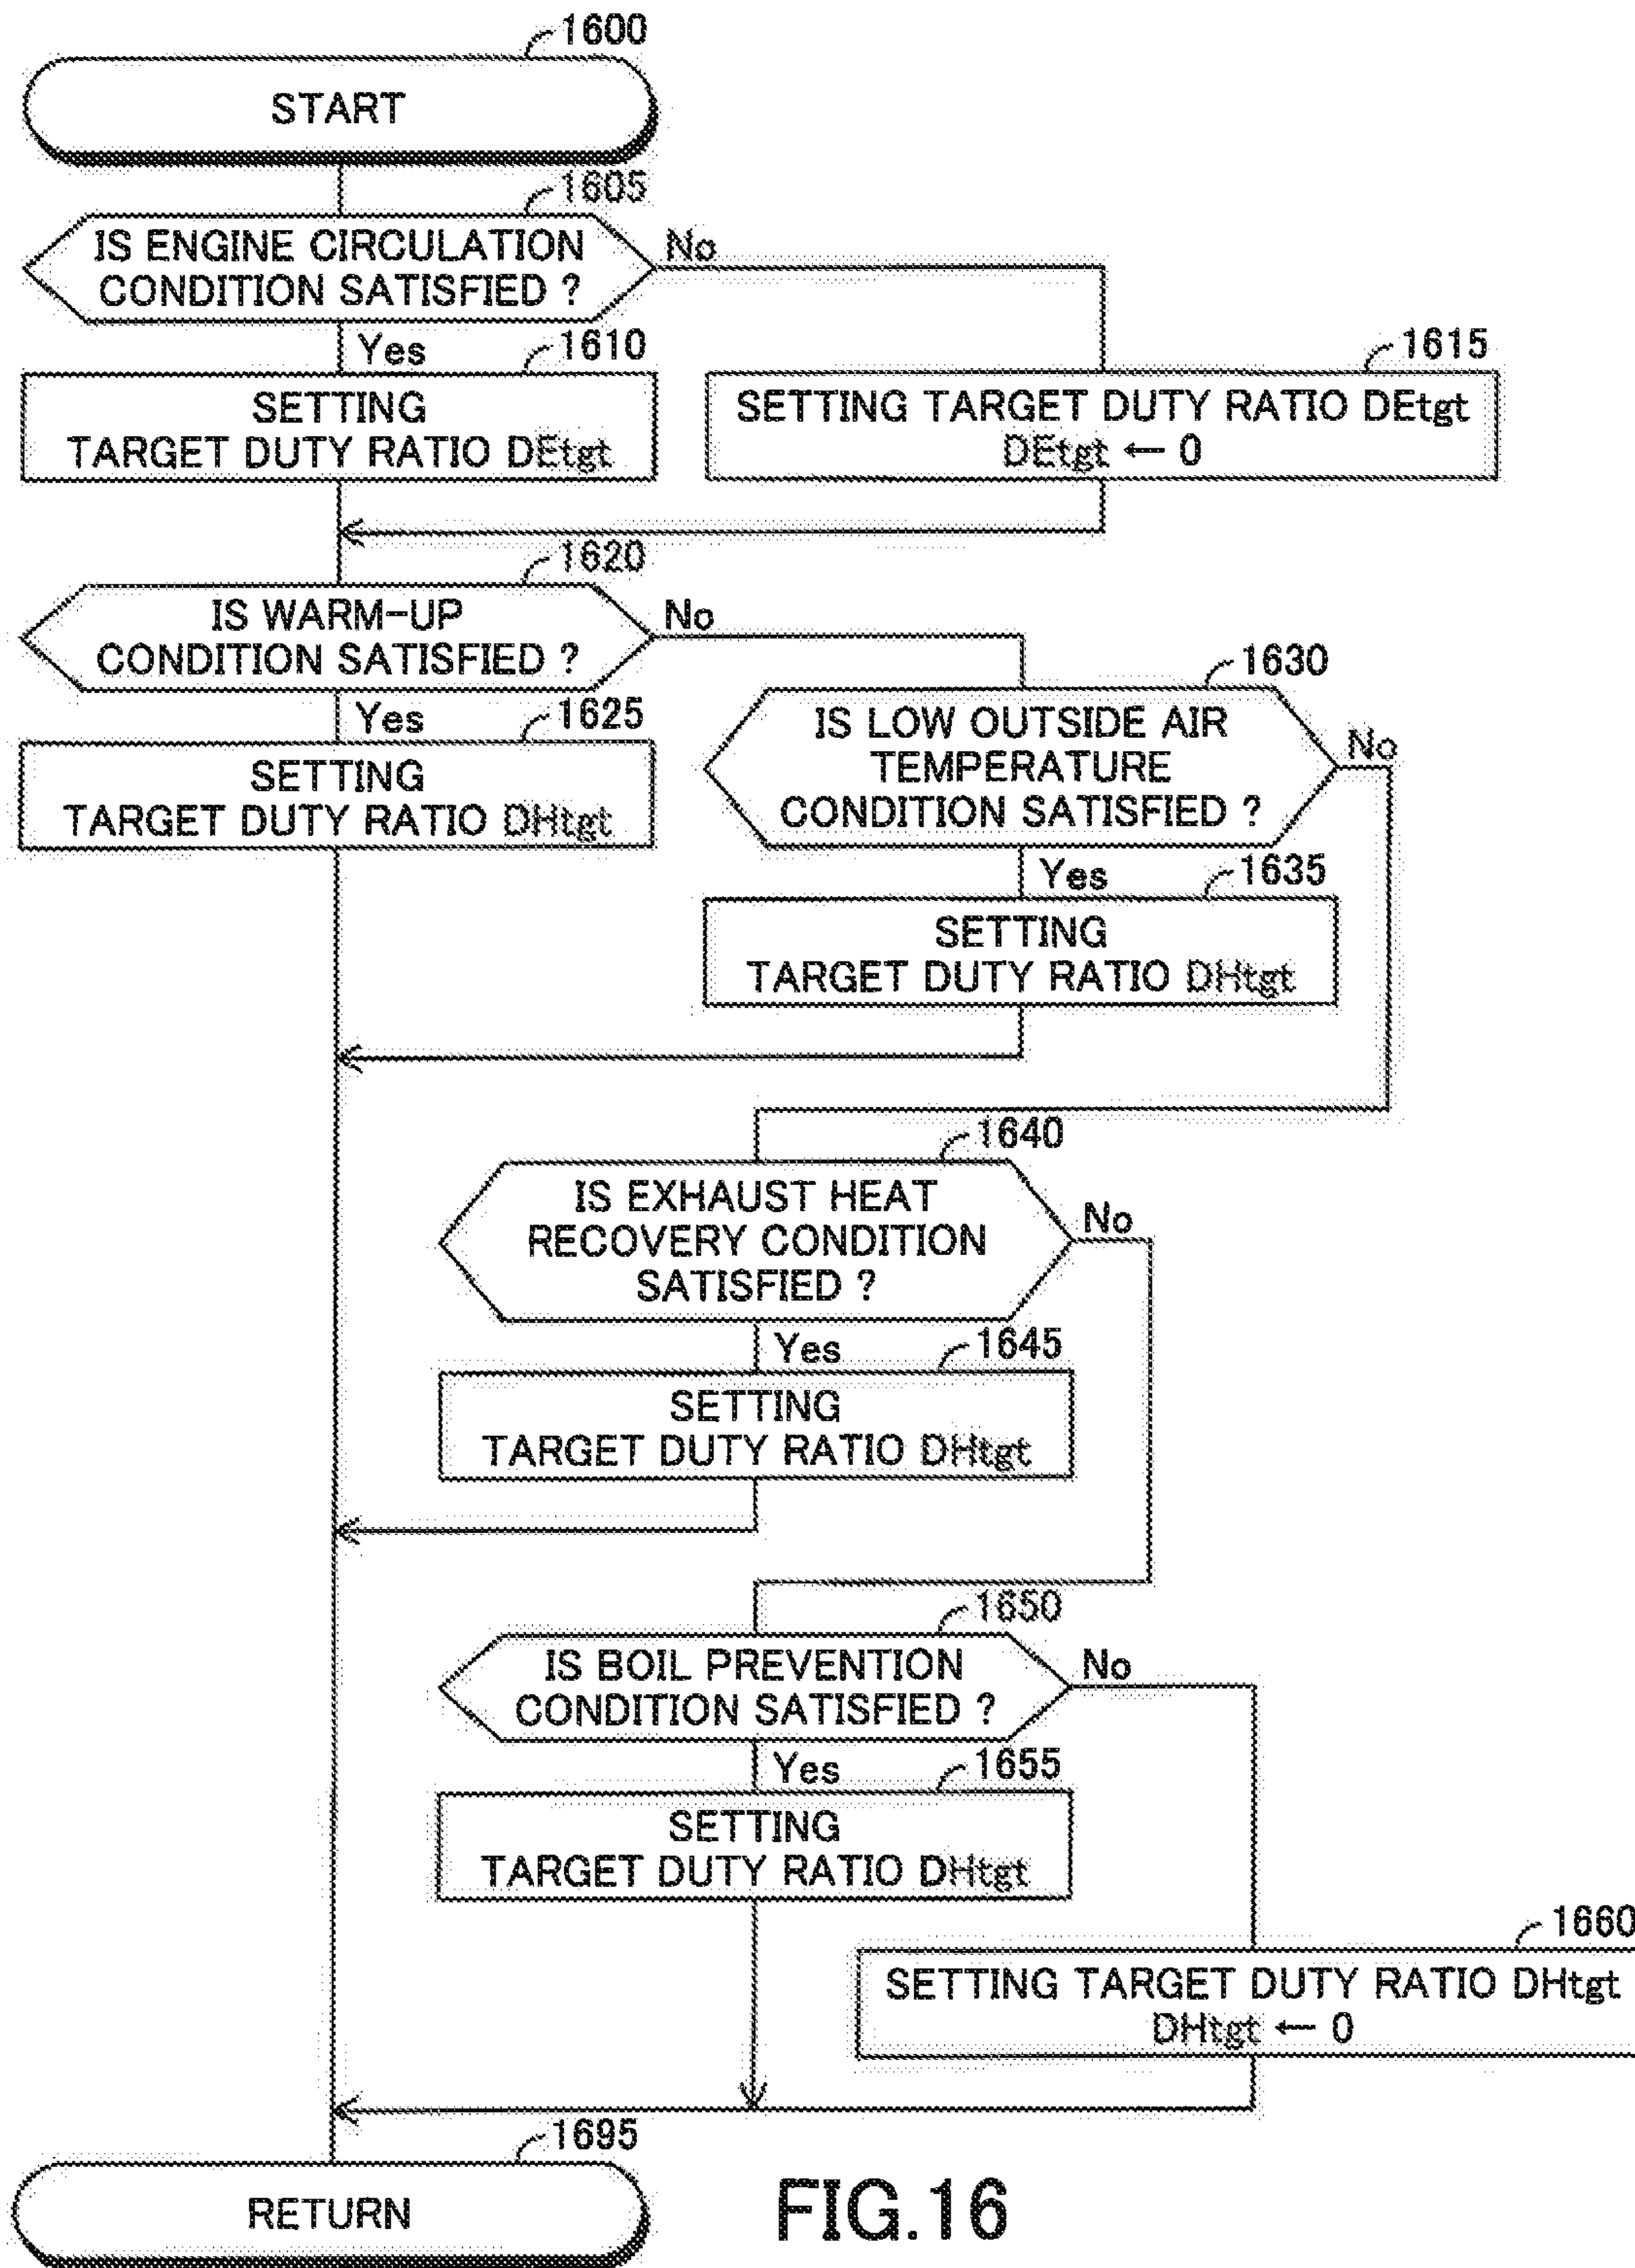 1600
START
1605
IS ENGINE CIRCULATION
CONDITION SATISFIED ?
No
Yes
1610
SETTING
TARGET DUTY RATIO DEtgt
1615
SETTING TARGET DUTY RATIO DEtgt
DEtgt ← 0
1620
IS WARM-UP
CONDITION SATISFIED ?
No
Yes
1625
SETTING
TARGET DUTY RATIO DHtgt
1630
IS LOW OUTSIDE AIR
TEMPERATURE
CONDITION SATISFIED ?
No
Yes
1635
SETTING
TARGET DUTY RATIO DHtgt
1640
IS EXHAUST HEAT
RECOVERY CONDITION
SATISFIED ?
No
Yes
1645
SETTING
TARGET DUTY RATIO DHtgt
1650
IS BOIL PREVENTION
CONDITION SATISFIED ?
No
Yes
1655
SETTING
TARGET DUTY RATIO DHtgt
1660
SETTING TARGET DUTY RATIO DHtgt
DHtgt ← 0
1695
RETURN
FIG.16